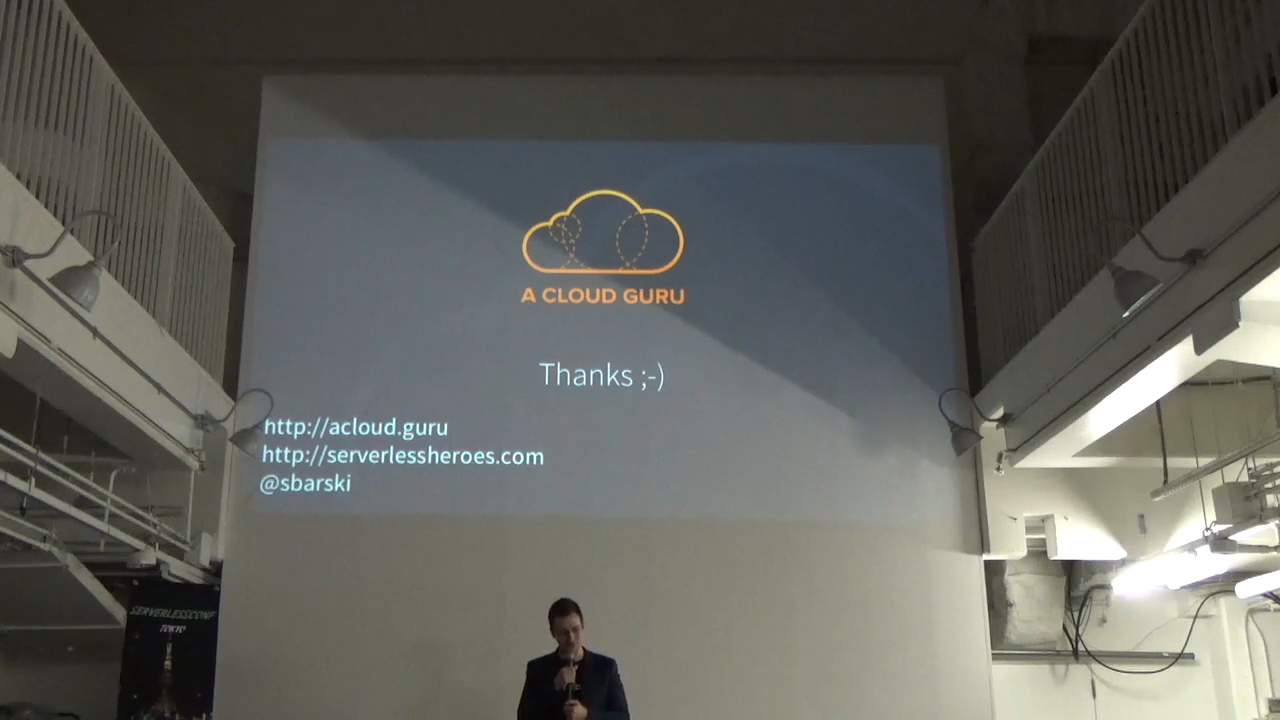 A CLOUD GURU
Thanks ;-)
http://acloud.guru
http://serverlessheroes.com
@sbarski
SERVERLESSCONF
TOKYO